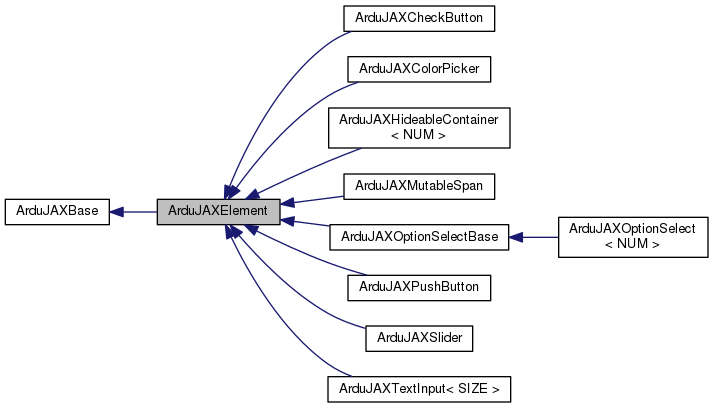 ArduJAXCheckButton
ArduJAXColorPicker
ArduJAXHideableContainer
< NUM >
ArduJAXMutableSpan
ArduJAXBase
ArduJAXElement
ArduJAXOptionSelectBase
ArduJAXOptionSelect
< NUM >
ArduJAXPushButton
ArduJAXSlider
ArduJAXTextInput< SIZE >